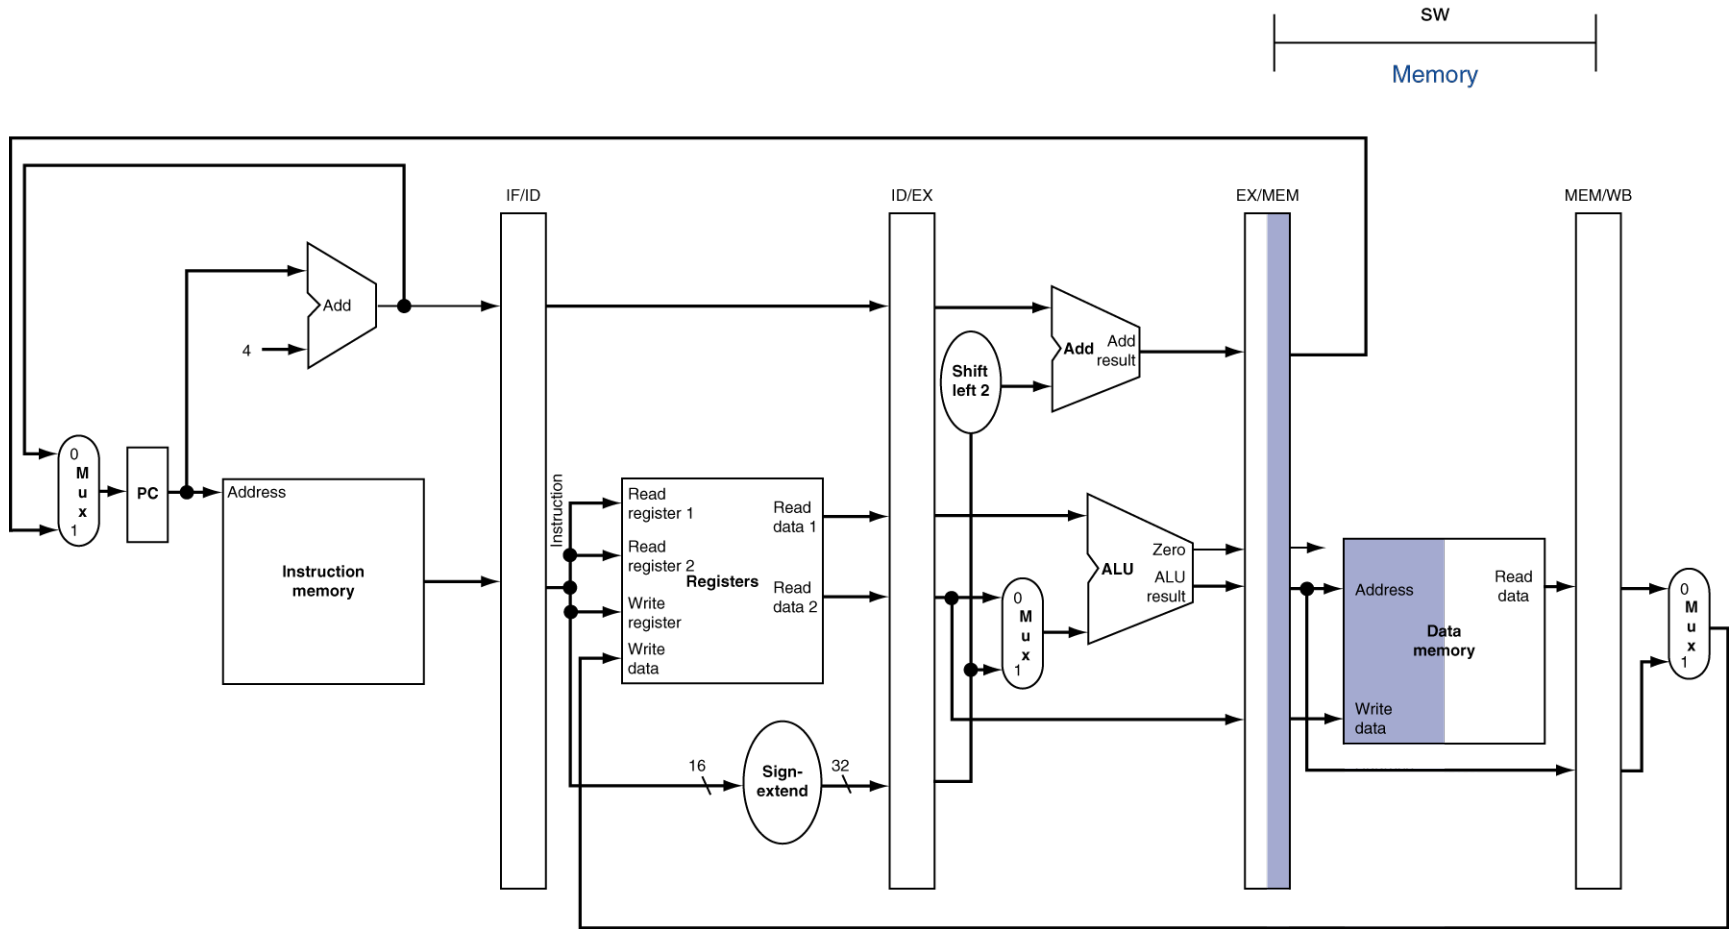 SW
Memory
IF/ID
ID/EX
EX/MEM
MEM/WB
Add
4
Add
Add
result
Shift
left 2
0
M
u
x
1
PC
Address
Instruction
memory
Instruction
Read
register 1
Read
register 2
Write
register
Write
data
Registers
Read
data 1
Read
data 2
16
Sign-
extend
32
0
M
u
x
1
ALU
Zero
ALU
result
Address
Write
data
Data
memory
Read
data
0
M
u
x
1